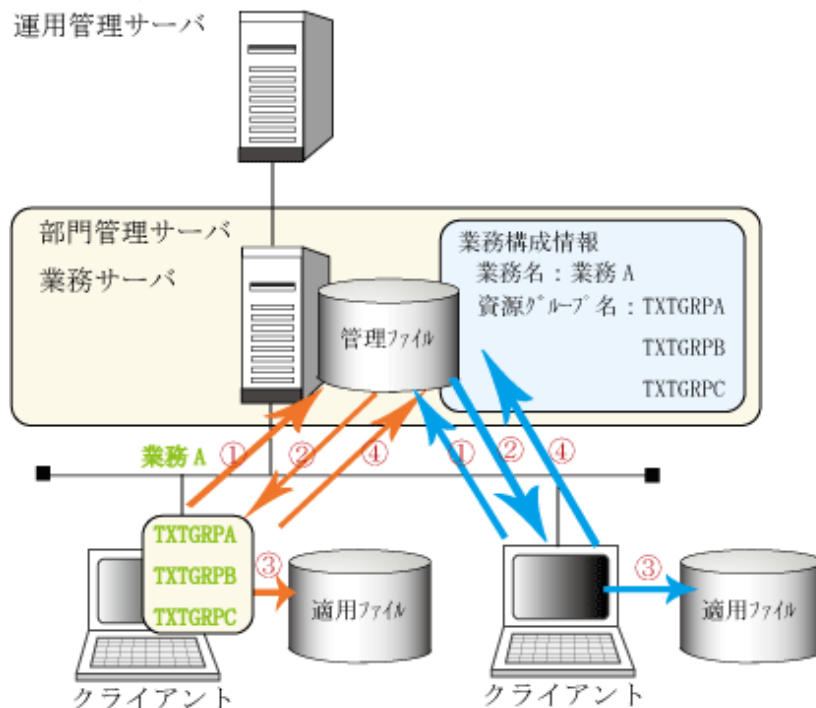 運用管理サーバ
部門管理サーバ
業務サーバ
管理ファイル
業務構成情報
業務名：業務A
資源グループ名：TXTGRPA
TXTGRPB
TXTGRPC
業務A
①
②
④
①
②
④
TXTGRPA
TXTGRPB
TXTGRPC
③
適用ファイル
③
適用ファイル
クライアント
クライアント